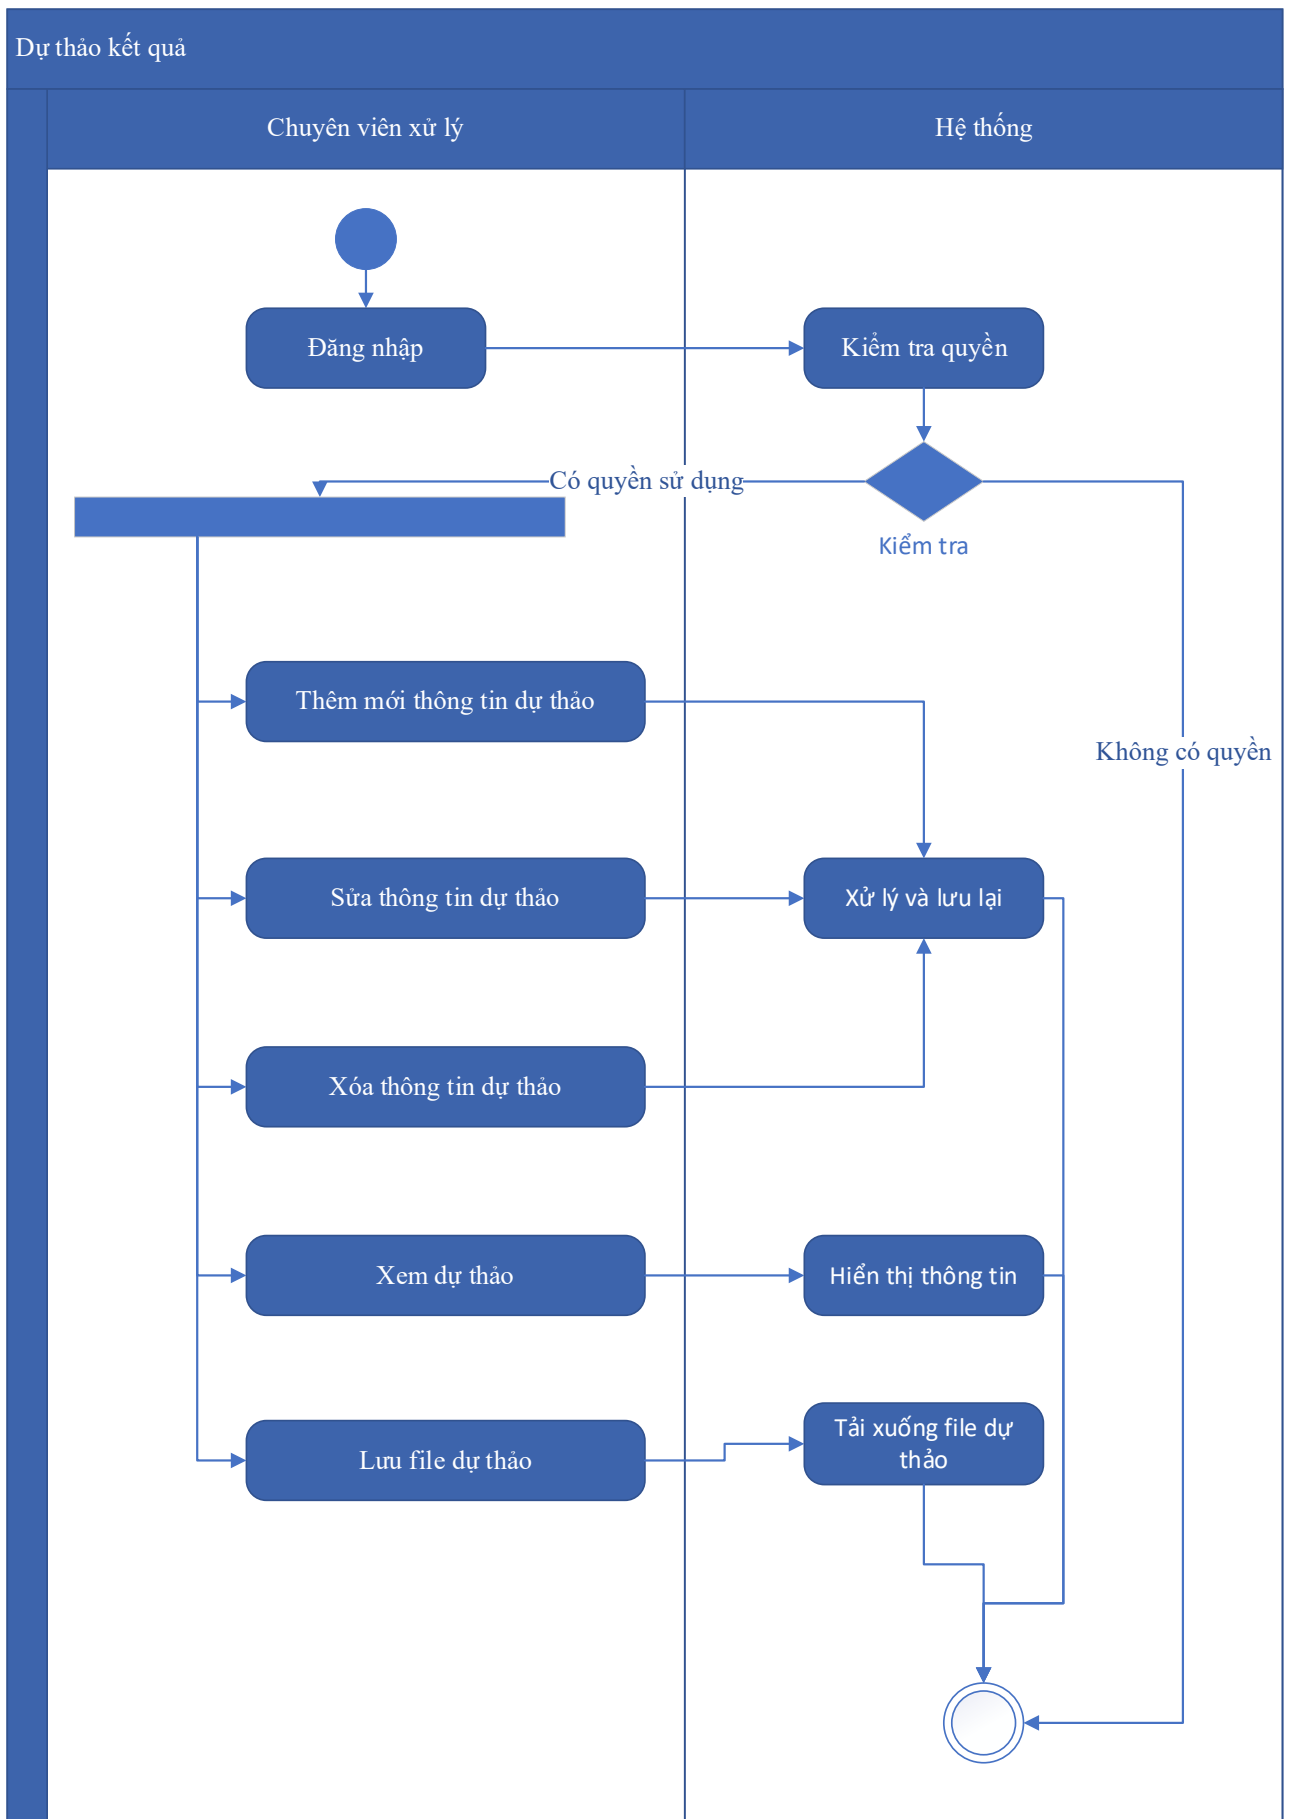 Dự thảo kết quả
Chuyên viên xử lý
Hệ thống
Đăng nhập
Kiểm tra quyền
Có quyền sử dụng
Kiểm tra
Thêm mới thông tin dự thảo
Không có quyền
Sửa thông tin dự thảo
Xử lý và lưu lại
Xóa thông tin dự thảo
Xem dự thảo
Hiển thị thông tin
Lưu file dự thảo
Tải xuống file dự
thảo